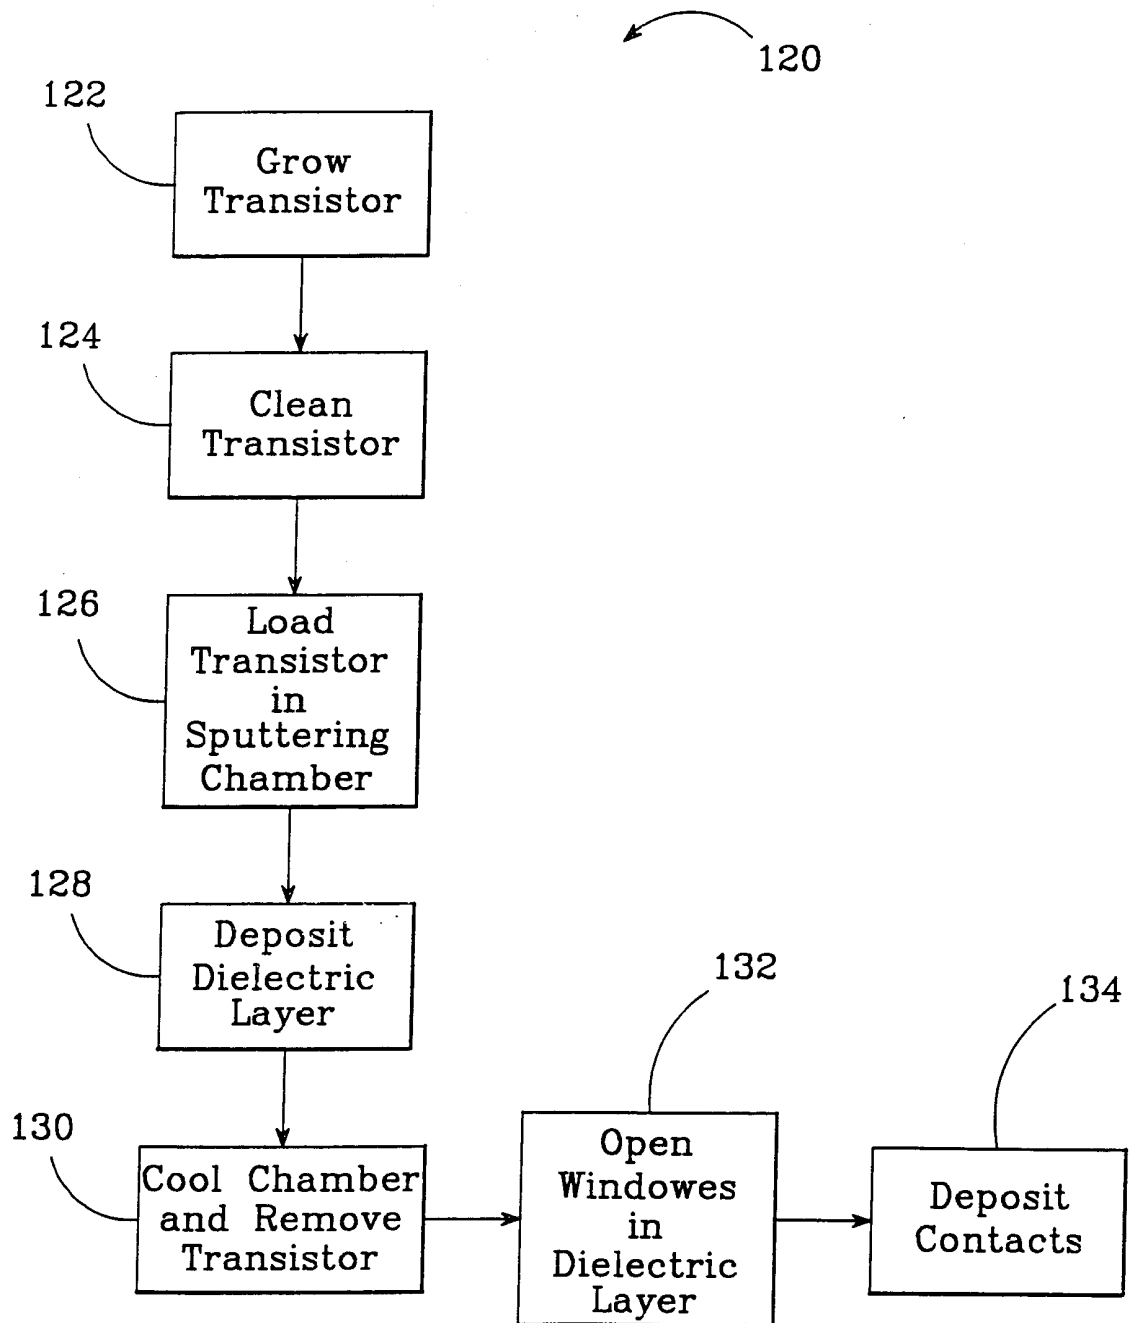 120
122
Grow
Transistor
124
Clean
Transistor
126
Load
Transistor
in
Sputtering
Chamber
128
Deposit
Dielectric
Layer
130
Cool Chamber
and Remove
Transistor
132
Open
Windowes
in
Dielectric
Layer
134
Deposit
Contacts